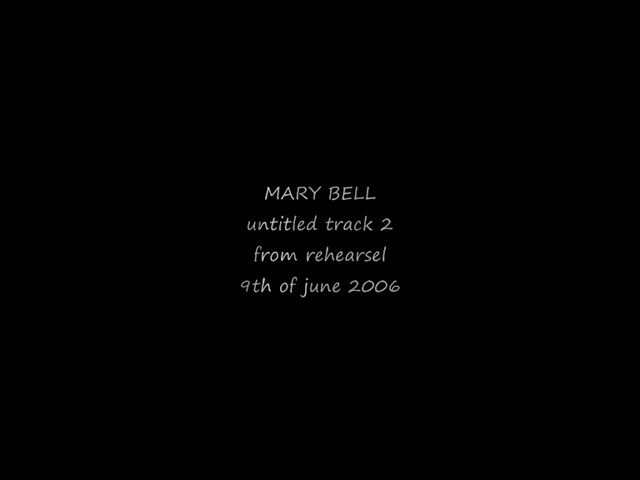 MARY BELL
untitled track 2
from rehearsel
9th of june 2006